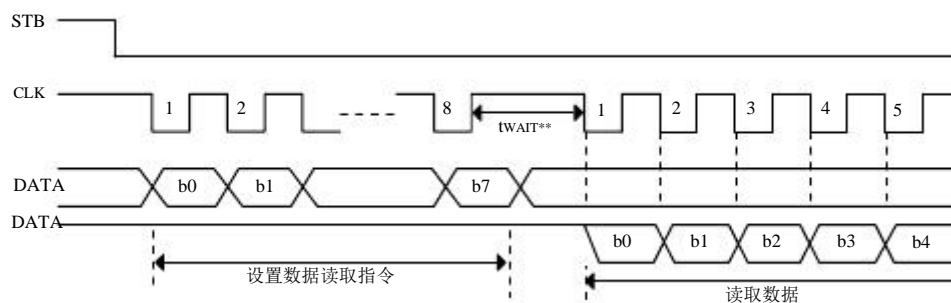 STB
CLK
1 2 8 1 2 3 4 5
tWAIT**
DATA b0 b1 b7
DATA b0 b1 b2 b3 b4
设置数据读取指令
读取数据